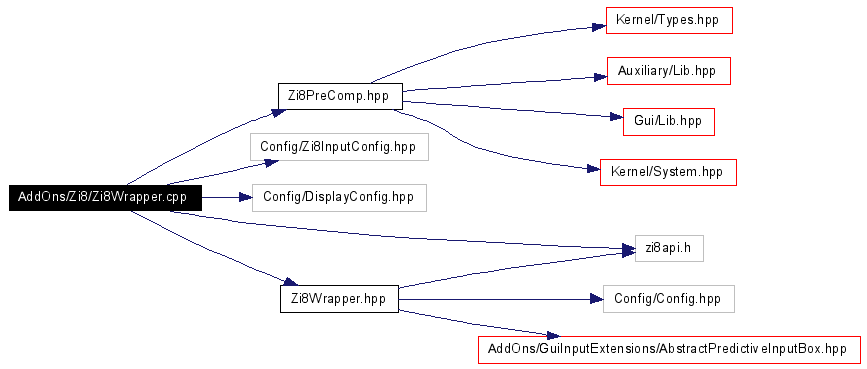 Kernel/Types.hpp
Auxiliary/Lib.hpp
Zi8PreComp.hpp
Gui/Lib.hpp
Config/Zi8InputConfig.hpp
Kernel/System.hpp
AddOns/Zi8/Zi8Wrapper.cpp
Config/DisplayConfig.hpp
zi8api.h
Zi8Wrapper.hpp
Config/Config.hpp
AddOns/GuiInputExtensions/AbstractPredictiveInputBox.hpp